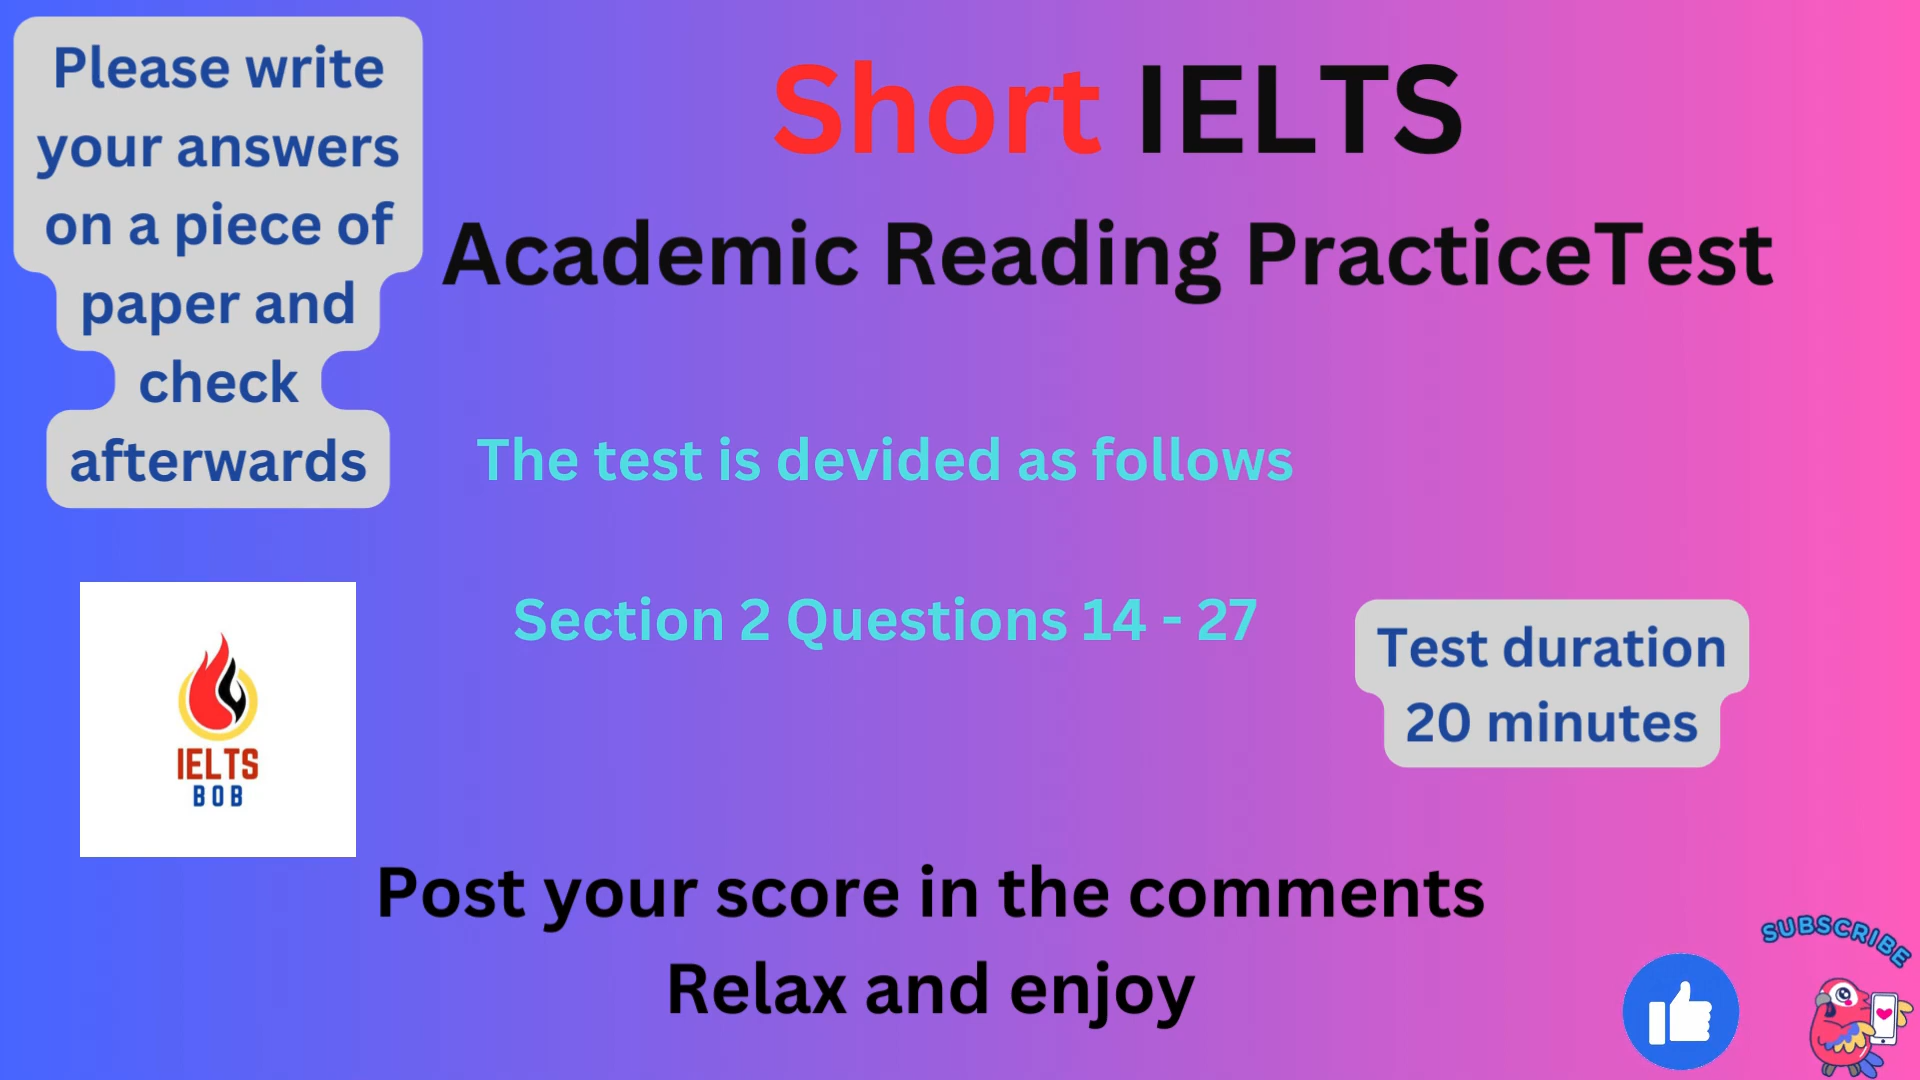 Please write
your answers
on a piece of
paper and
check
afterwards
Short IELTS
Academic Reading PracticeTest
The test is devided as follows
Section 2 Questions 14 - 27
Test duration
20 minutes
IELTS
BOB
Post your score in the comments
Relax and enjoy
SUBSCRIBE